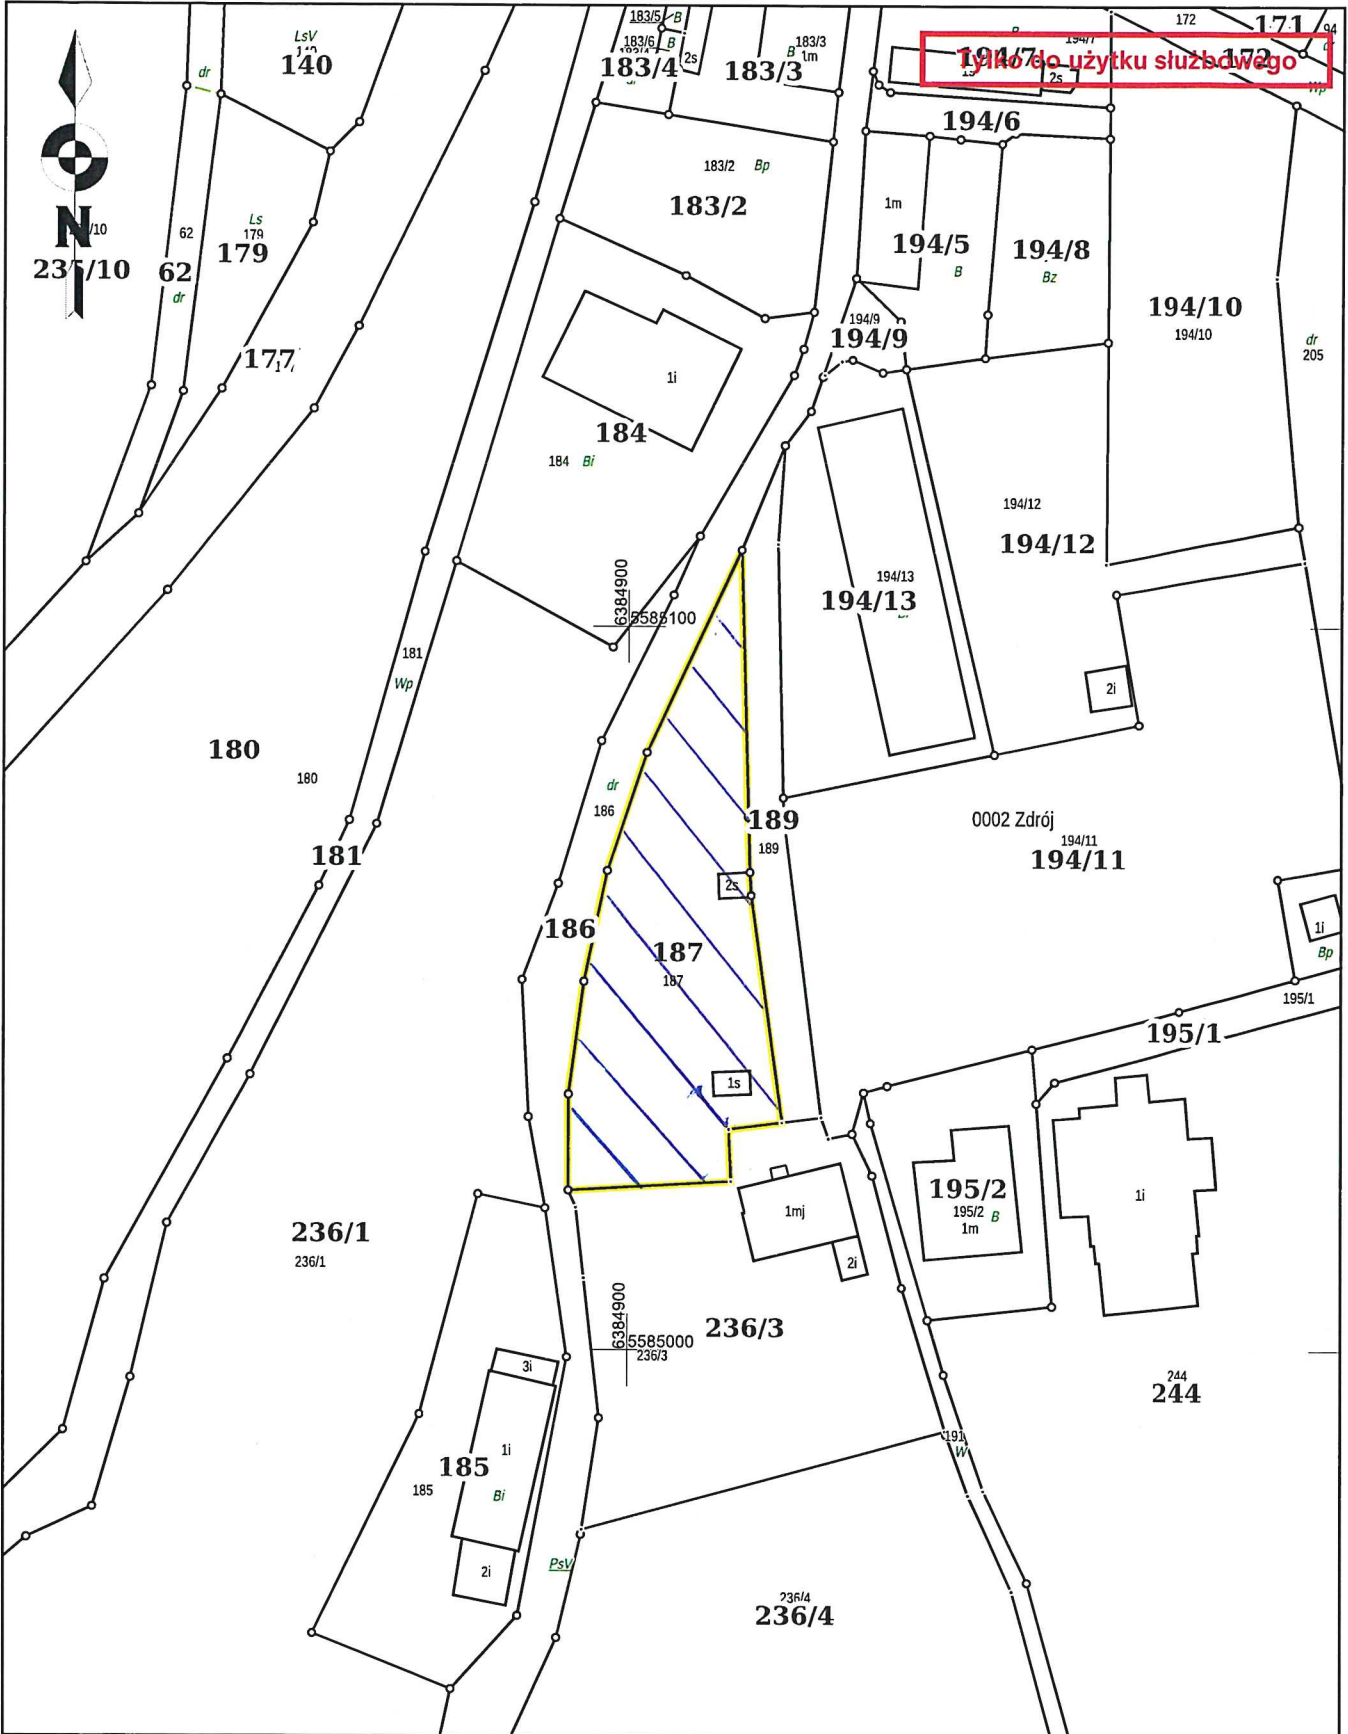 183/5
B
172
171
94
LsV
140
dr
183/6
B
2s
183/4
183/3
B
1m
183/3
B
194/7
194/7
2s
172
Tylko do użytku służbowego
Wp
194/6
183/2
Bp
183/2
1m
194/5
B
194/8
Bz
194/10
194/10
dr
205
N
/10
62
62
dr
Ls
179
179
177
194/9
194/9
1i
184
184
Bi
194/12
194/12
194/13
194/13
6384900
5585100
181
Wp
2i
180
180
dr
186
189
189
0002 Zdrój
194/11
194/11
181
2s
186
187
187
1i
Bp
195/1
195/1
1s
195/2
195/2
B
1m
1i
1mj
2i
236/1
236/1
6384900
5585000
236/3
236/3
3i
244
244
191
W
1i
185
185
Bi
2i
PsV
236/4
236/4